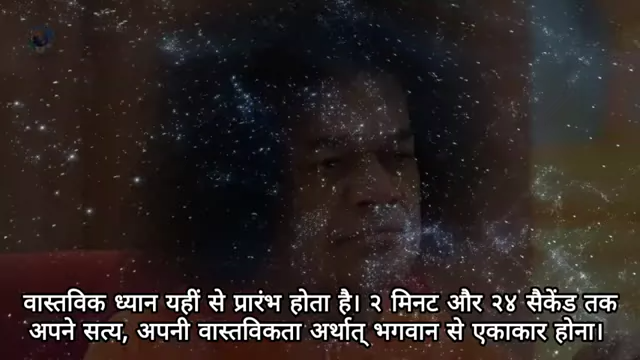 वास्तविक ध्यान यहीं से प्रारंभ होता है। २ मिनट और २४ सैकेंड तक
अपने सत्य, अपनी वास्तविकता अर्थात् भगवान से एकाकार होना।